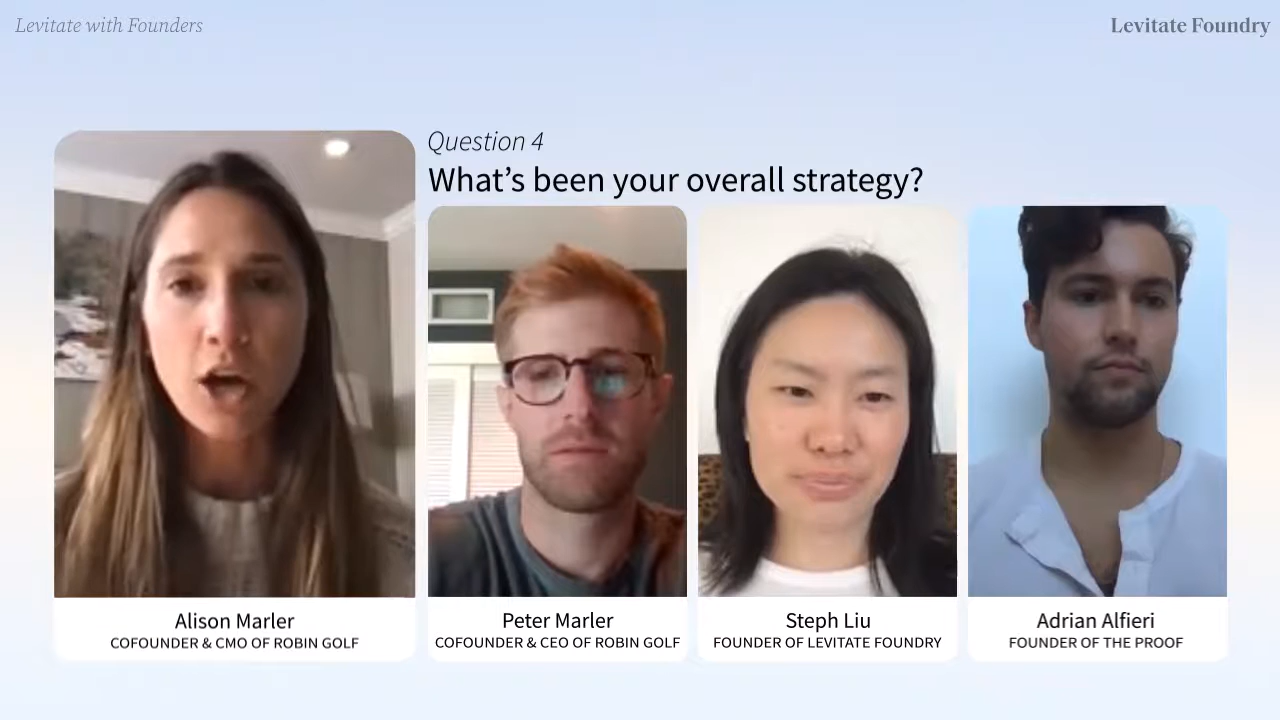 Levitate with Founders
Levitate Foundry
Question 4
What's been your overall strategy?
Alison Marler
COFOUNDER & CMO OF ROBIN GOLF
Peter Marler
COFOUNDER & CEO OF ROBIN GOLF
Steph Liu
FOUNDER OF LEVITATE FOUNDRY
Adrian Alfieri
FOUNDER OF THE PROOF